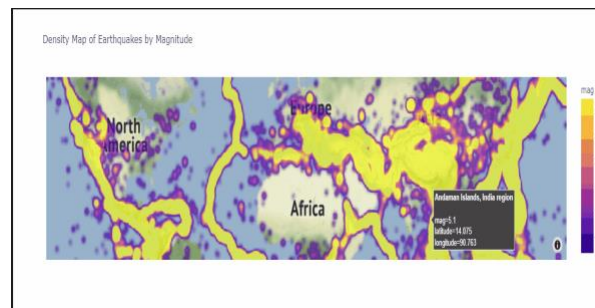 Density Map of Earthquakes by Magnitude
mag
North
America
Europe
Africa
Andaman Islands, India region
mag=5.1
latitude=14.075
longitude=90.763